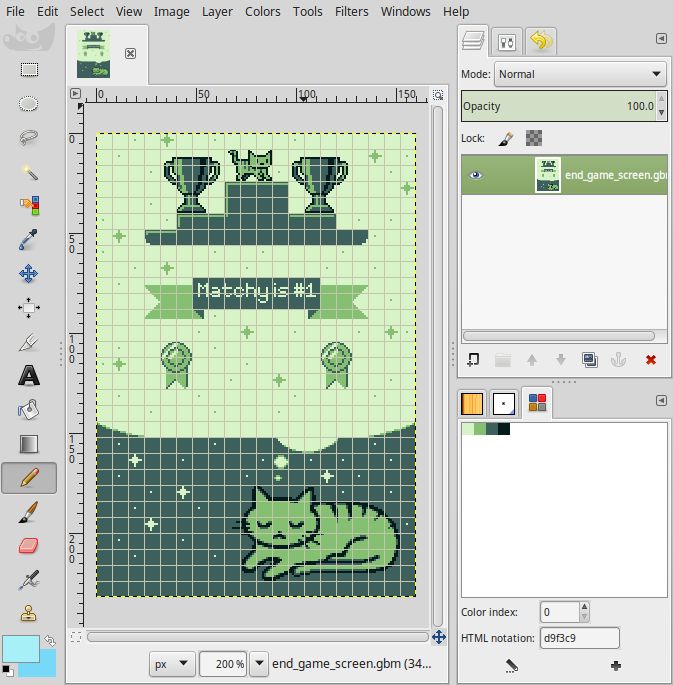 File Edit Select View Image Layer Colors Tools Filters Windows Help
0 50 100 150
0
50
100
150
200
Matchy is #1
px 200 % end_game_screen.gbm (34...
Mode: Normal
Opacity 100.0
Lock:
end_game_screen.gb
Color index: 0
HTML notation: d9f3c9